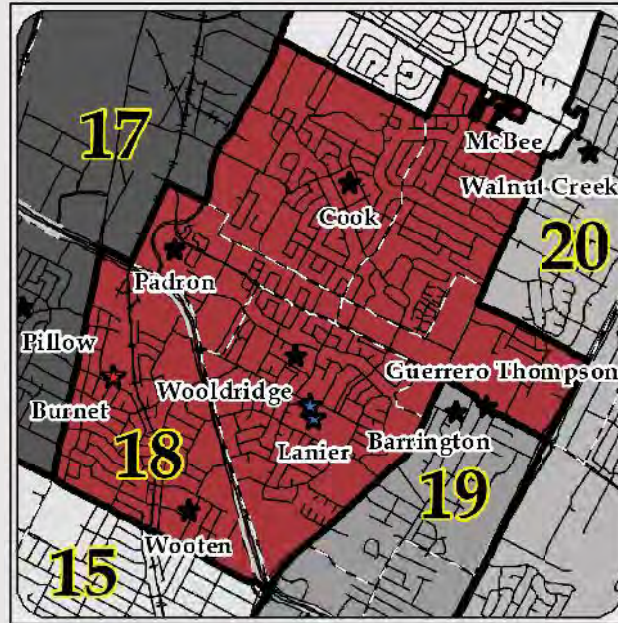 17
McBee
Walnut Creek
Cook
20
Padron
Pillow
Guerrero Thompson
Wooldridge
Burnet
Lanier
Barrington
18
19
Wooten
15